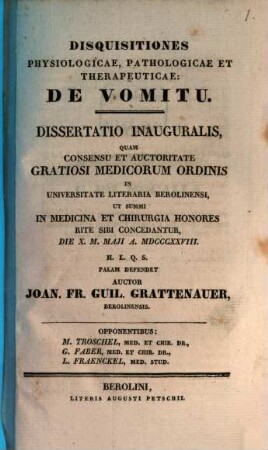 1.
DISQUISITIONES
PHYSIOLOGICAE, PATHOLOGICAE ET
THERAPEUTICAE:
DE VOMITU.
DISSERTATIO INAUGURALIS,
QUAM
CONSENSU ET AUCTORITATE
GRATIOSI MEDICORUM ORDINIS
IN
UNIVERSITATE LITERARIA BEROLINENSI,
UT SUMMI
IN MEDICINA ET CHIRURGIA HONORES
RITE SIBI CONCEDANTUR,
DIE X. M. MAJI A. MDCCCXXVIII.
H. L. Q. S.
PALAM DEFENDET
AUCTOR
JOAN. FR. GUIL. GRATTENAUER,
BEROLINENSIS.
OPPONENTIBUS:
M. TROSCHEL, MED. ET CHIR. DR.,
G. FABER, MED. ET CHIR. DR.,
L. FRAENCKEL, MED. STUD.
BEROLINI,
LITERIS AUGUSTI PETSCHII.